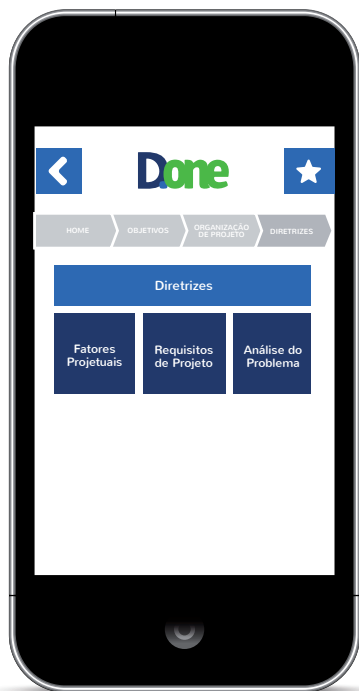 D.one
HOME
OBJETIVOS
ORGANIZAÇÃO
DE PROJETO
DIRETRIZES
Diretrizes
Fatores
Projetuais
Requisitos
de Projeto
Análise do
Problema